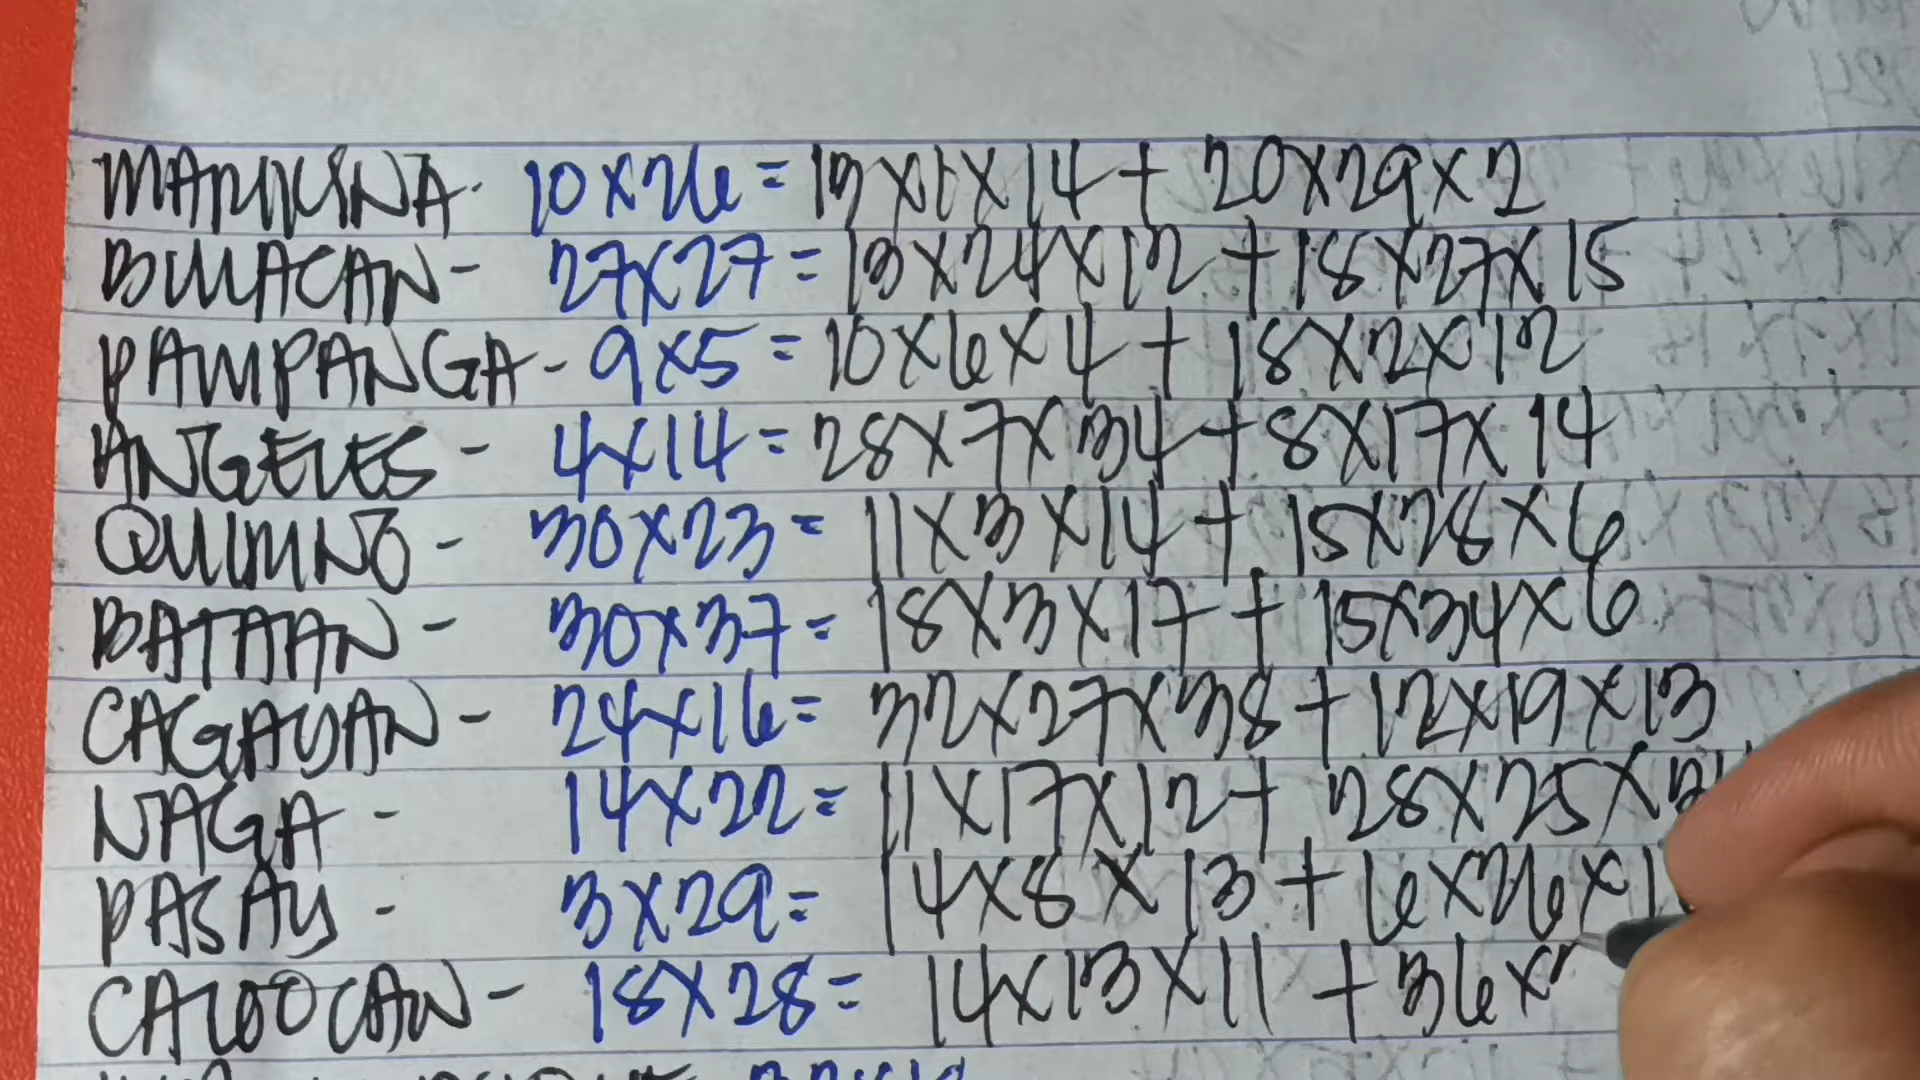 MARIKINA - 10x26 = 13x1x14 + 20x29x2
BULACAN - 27x27 = 13x24x12 + 18x27x15
PAMPANGA - 9x5 = 10x6x4 + 18x2x12
ANGELES - 4x14 = 28x7x34 + 8x17x14
QUIRINO - 30x23 = 11x3x14 + 15x28x6
BATAAN - 30x37 = 18x3x17 + 15x34x6
CAGAYAN - 24x16 = 32x27x38 + 12x19x13
NAGA - 14x22 = 11x17x12 + 28x25x
PASAY - 3x29 = 14x8x13 + 6x26x
CALOOCAN - 18x28 = 14x13x11 + 36x